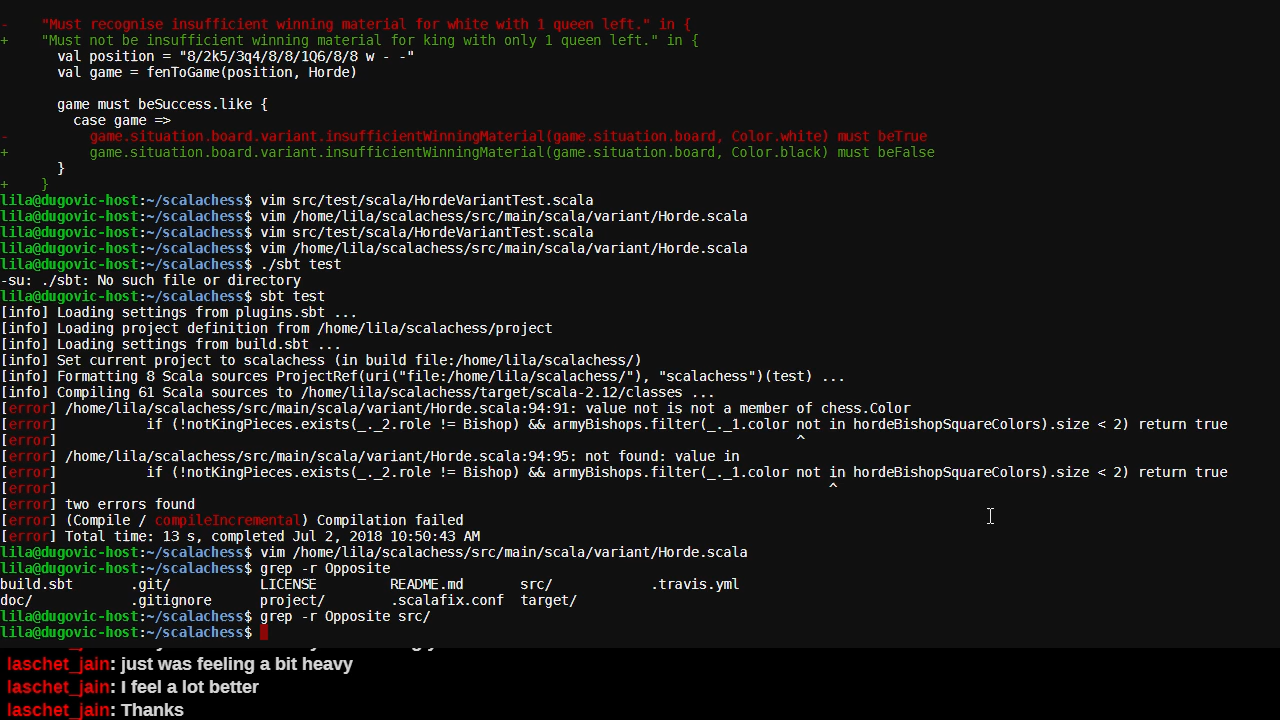 -    "Must recognise insufficient winning material for white with 1 queen left." in {
+    "Must not be insufficient winning material for king with only 1 queen left." in {
val position = "8/2k5/3q4/8/8/1Q6/8/8 w - -"
val game = fenToGame(position, Horde)
game must beSuccess.like {
case game =>
-          game.situation.board.variant.insufficientWinningMaterial(game.situation.board, Color.white) must beTrue
+          game.situation.board.variant.insufficientWinningMaterial(game.situation.board, Color.black) must beFalse
}
+    }
lila@dugovic-host:~/scalachess$ vim src/test/scala/HordeVariantTest.scala
lila@dugovic-host:~/scalachess$ vim /home/lila/scalachess/src/main/scala/variant/Horde.scala
lila@dugovic-host:~/scalachess$ vim src/test/scala/HordeVariantTest.scala
lila@dugovic-host:~/scalachess$ vim /home/lila/scalachess/src/main/scala/variant/Horde.scala
lila@dugovic-host:~/scalachess$ ./sbt test
-su: ./sbt: No such file or directory
lila@dugovic-host:~/scalachess$ sbt test
[info] Loading settings from plugins.sbt ...
[info] Loading project definition from /home/lila/scalachess/project
[info] Loading settings from build.sbt ...
[info] Set current project to scalachess (in build file:/home/lila/scalachess/)
[info] Formatting 8 Scala sources ProjectRef(uri("file:/home/lila/scalachess/"), "scalachess")(test) ...
[info] Compiling 61 Scala sources to /home/lila/scalachess/target/scala-2.12/classes ...
[error] /home/lila/scalachess/src/main/scala/variant/Horde.scala:94:91: value not is not a member of chess.Color
[error]           if (!notKingPieces.exists(_._2.role != Bishop) && armyBishops.filter(_._1.color not in hordeBishopSquareColors).size < 2) return true
[error]                                                                                           ^
[error] /home/lila/scalachess/src/main/scala/variant/Horde.scala:94:95: not found: value in
[error]           if (!notKingPieces.exists(_._2.role != Bishop) && armyBishops.filter(_._1.color not in hordeBishopSquareColors).size < 2) return true
[error]                                                                                               ^
[error] two errors found
[error] (Compile / compileIncremental) Compilation failed
[error] Total time: 13 s, completed Jul 2, 2018 10:50:43 AM
lila@dugovic-host:~/scalachess$ vim /home/lila/scalachess/src/main/scala/variant/Horde.scala
lila@dugovic-host:~/scalachess$ grep -r Opposite
build.sbt       .git/           LICENSE         README.md       src/            .travis.yml
doc/            .gitignore      project/        .scalafix.conf  target/
lila@dugovic-host:~/scalachess$ grep -r Opposite src/
lila@dugovic-host:~/scalachess$
laschet_jain: just was feeling a bit heavy
laschet_jain: I feel a lot better
laschet_jain: Thanks